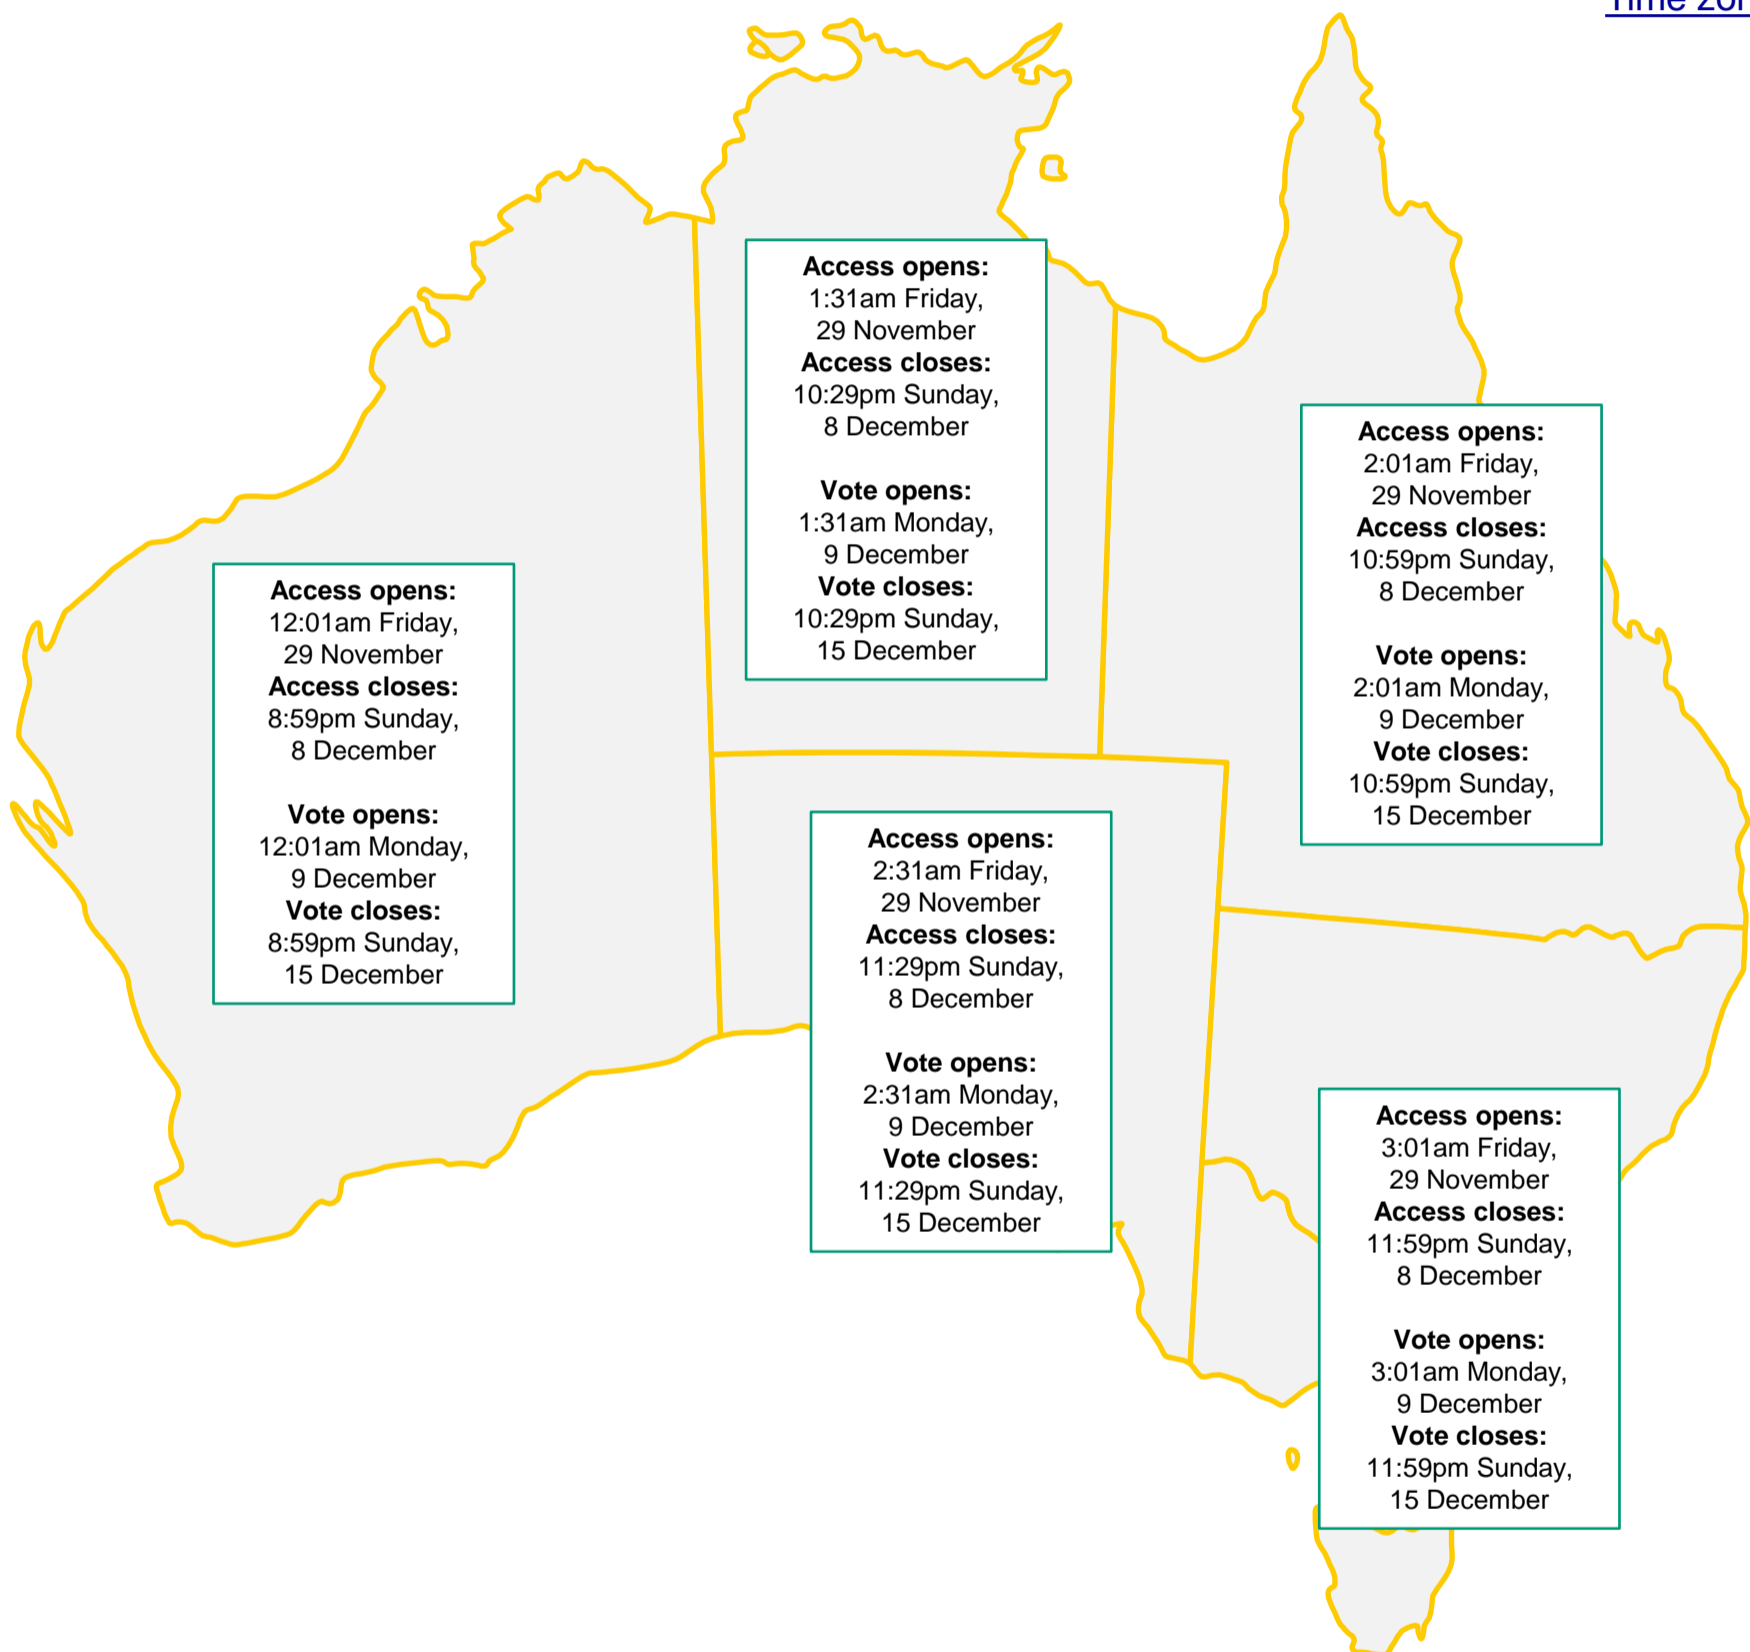 Access opens:
1:31am Friday,
29 November
Access closes:
10:29pm Sunday,
8 December
Vote opens:
1:31am Monday,
9 December
Vote closes:
10:29pm Sunday,
15 December
Access opens:
2:01am Friday,
29 November
Access closes:
10:59pm Sunday,
8 December
Vote opens:
2:01am Monday,
9 December
Vote closes:
10:59pm Sunday,
15 December
Access opens:
12:01am Friday,
29 November
Access closes:
8:59pm Sunday,
8 December
Vote opens:
12:01am Monday,
9 December
Vote closes:
8:59pm Sunday,
15 December
Access opens:
2:31am Friday,
29 November
Access closes:
11:29pm Sunday,
8 December
Vote opens:
2:31am Monday,
9 December
Vote closes:
11:29pm Sunday,
15 December
Access opens:
3:01am Friday,
29 November
Access closes:
11:59pm Sunday,
8 December
Vote opens:
3:01am Monday,
9 December
Vote closes:
11:59pm Sunday,
15 December